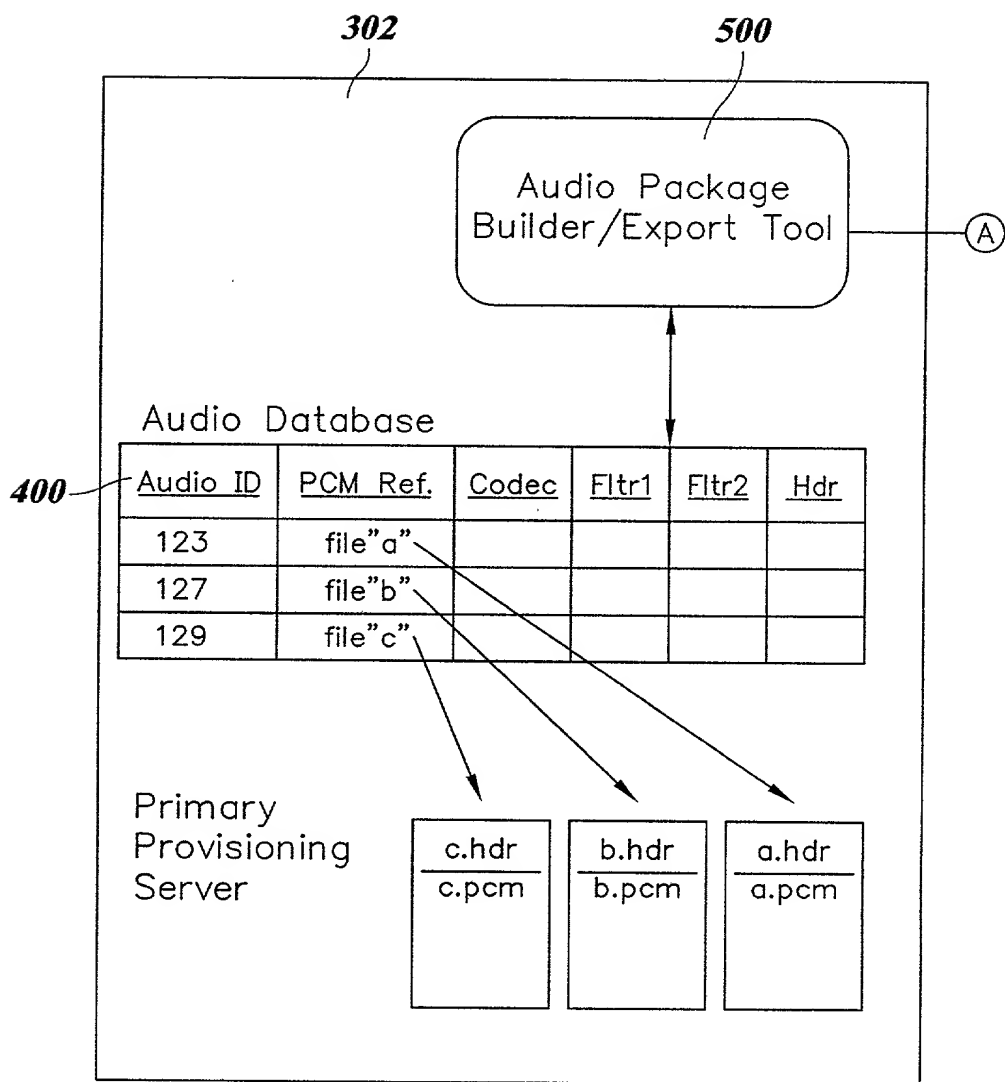 302
500
Audio Package
Builder/Export Tool
A
Audio Database
400
Audio ID PCM Ref. Codec Fltr1 Fltr2 Hdr
123 file"a"
127 file"b"
129 file"c"
Primary
Provisioning
Server
c.hdr b.hdr a.hdr
c.pcm b.pcm a.pcm